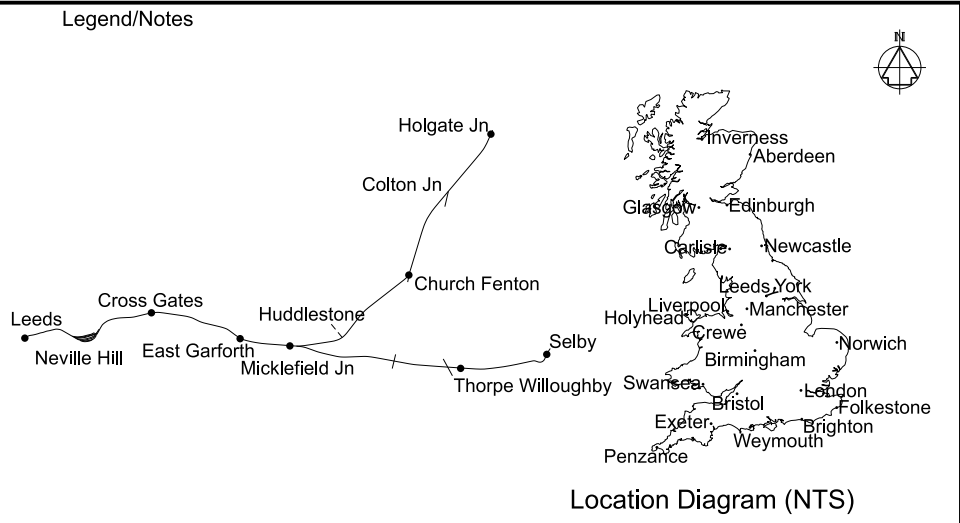 Legend/Notes
N
Holgate Jn
Colton Jn
Church Fenton
Huddlestone
Cross Gates
Leeds
Neville Hill
East Garforth
Micklefield Jn
Selby
Thorpe Willoughby
Inverness
Aberdeen
Glasgow
Edinburgh
Carlisle
Newcastle
Leeds York
Liverpool
Manchester
Holyhead
Crewe
Norwich
Birmingham
Swansea
London
Bristol
Folkestone
Exeter
Brighton
Weymouth
Penzance
Location Diagram (NTS)